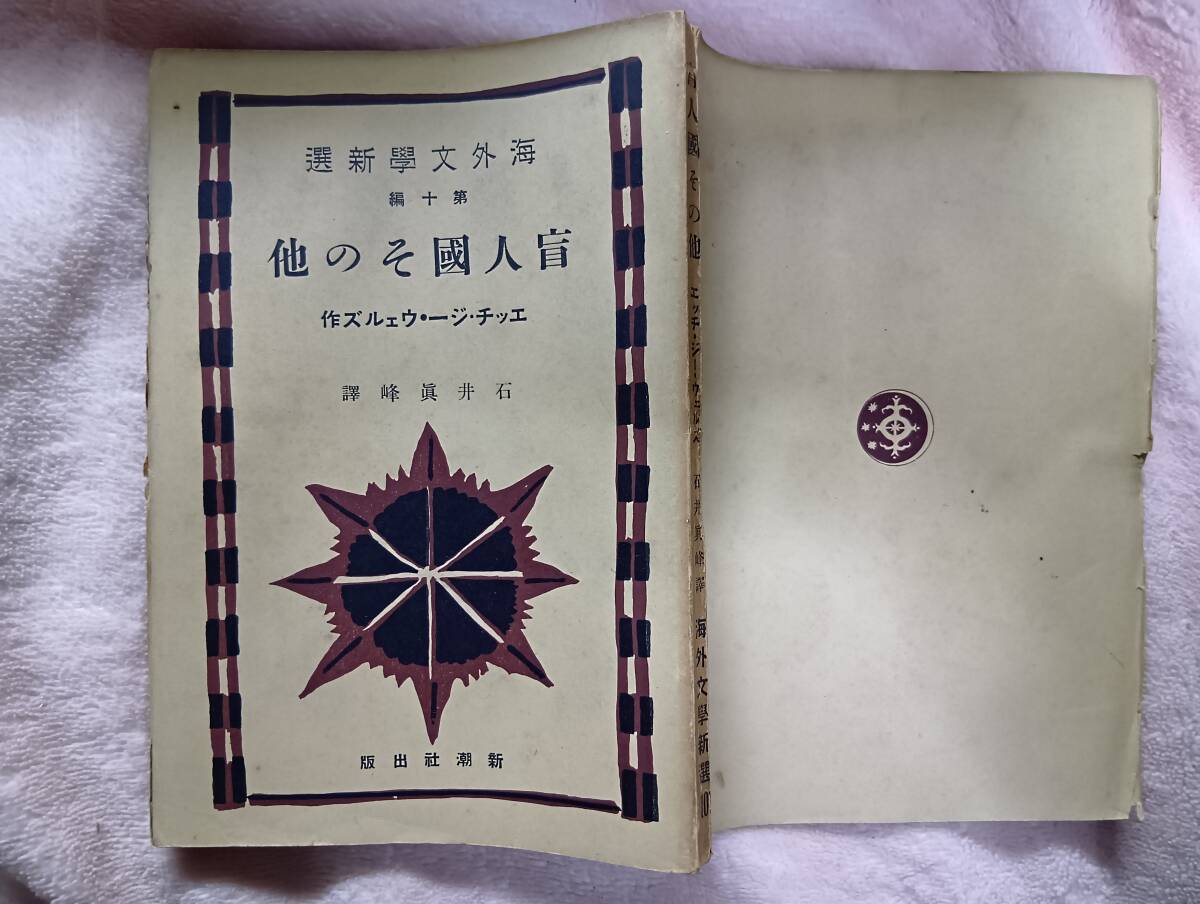 海外文學新選
第十編
盲人國その他
エッチ・ジー・ウェルズ作
石井眞峰譯
新潮社出版
盲人國その他
エッチ・ジー・ウェルズ
石井眞峰譯
海外文學新選